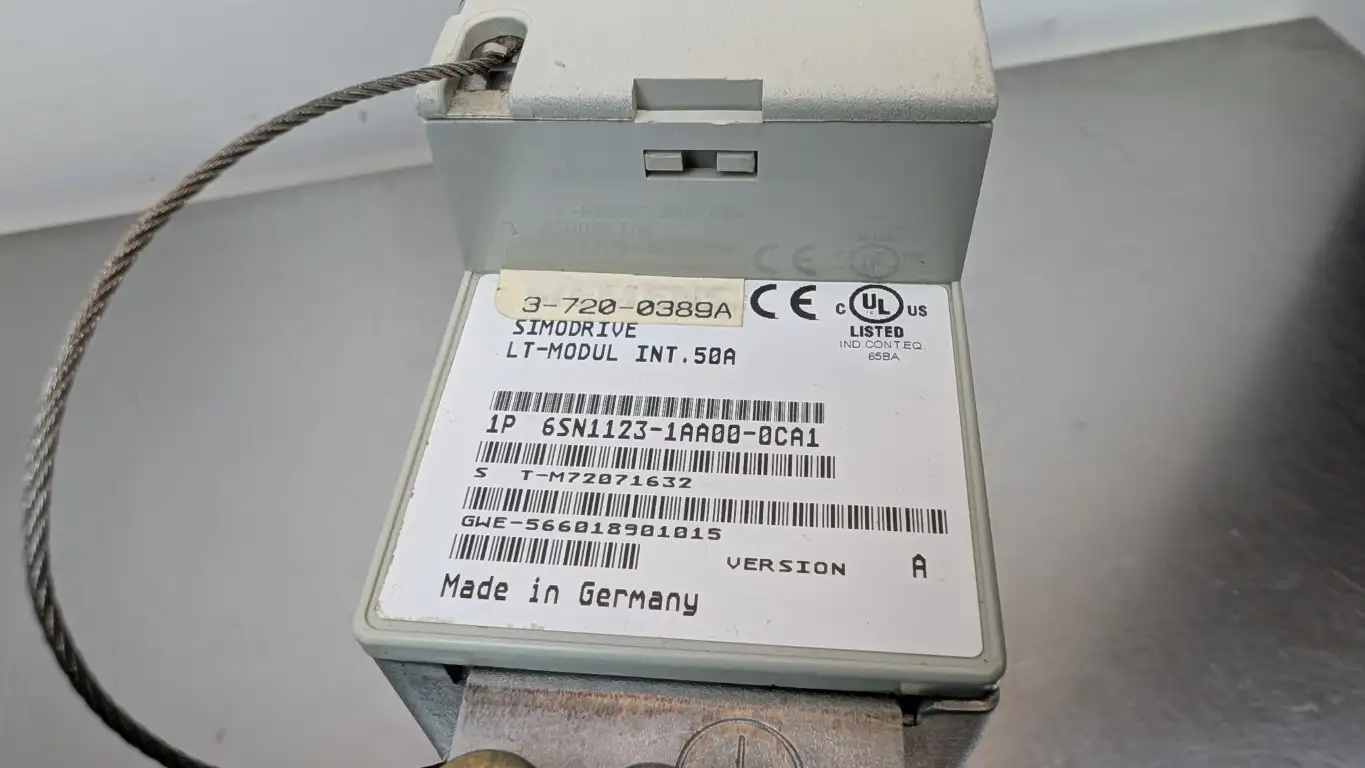 3-720-0389A
CE
C UL US
LISTED
IND.CONT.EQ.
65BA
SIMODRIVE
LT-MODUL INT.50A
1P 6SN1123-1AA00-0CA1
S T-M72071632
GWE-566018901015
VERSION A
Made in Germany